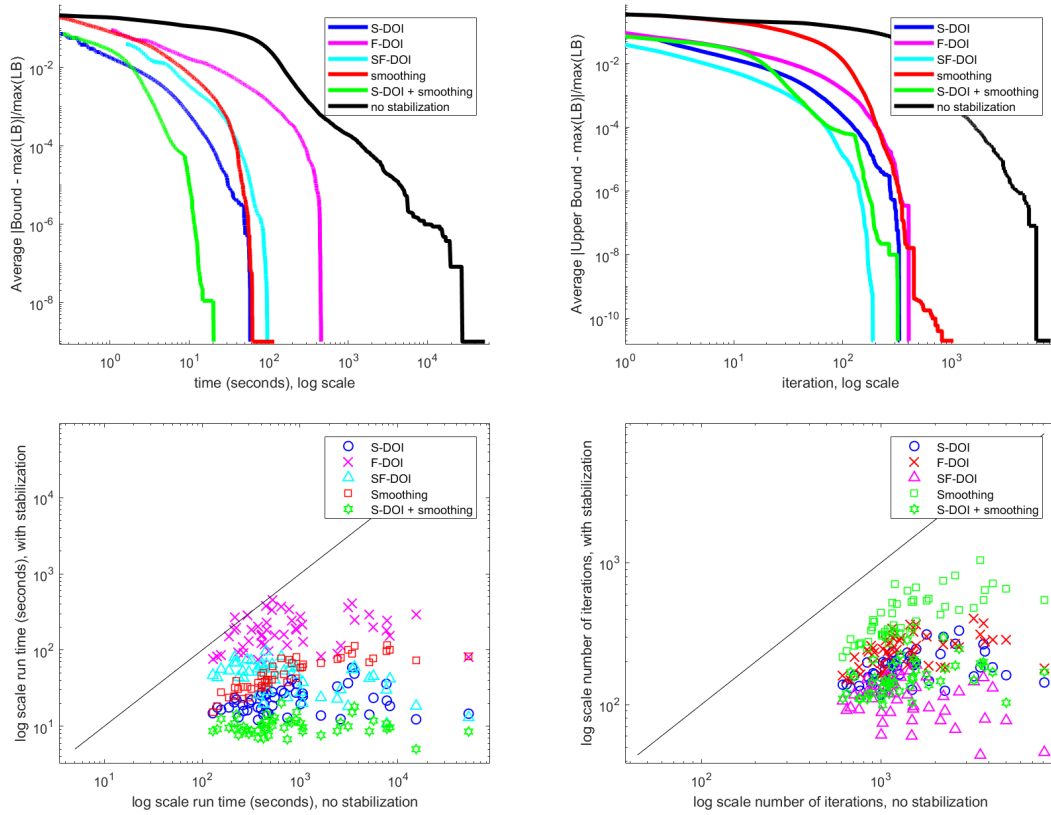 S-DOI
F-DOI
SF-DOI
smoothing
S-DOI + smoothing
no stabilization
10^-2
10^-4
10^-6
10^-8
Average |Bound - max(LB)|/max(LB)
10^0
10^1
10^2
10^3
10^4
time (seconds), log scale
S-DOI
F-DOI
SF-DOI
smoothing
S-DOI + smoothing
no stabilization
10^-2
10^-4
10^-6
10^-8
10^-10
Average |Upper Bound - max(LB)|/max(LB)
10^0
10^1
10^2
10^3
iteration, log scale
S-DOI
F-DOI
SF-DOI
Smoothing
S-DOI + smoothing
10^4
10^3
10^2
10^1
log scale run time (seconds), with stabilization
10^1
10^2
10^3
10^4
log scale run time (seconds), no stabilization
S-DOI
F-DOI
SF-DOI
Smoothing
S-DOI + smoothing
10^3
10^2
log scale number of iterations, with stabilization
10^2
10^3
log scale number of iterations, no stabilization